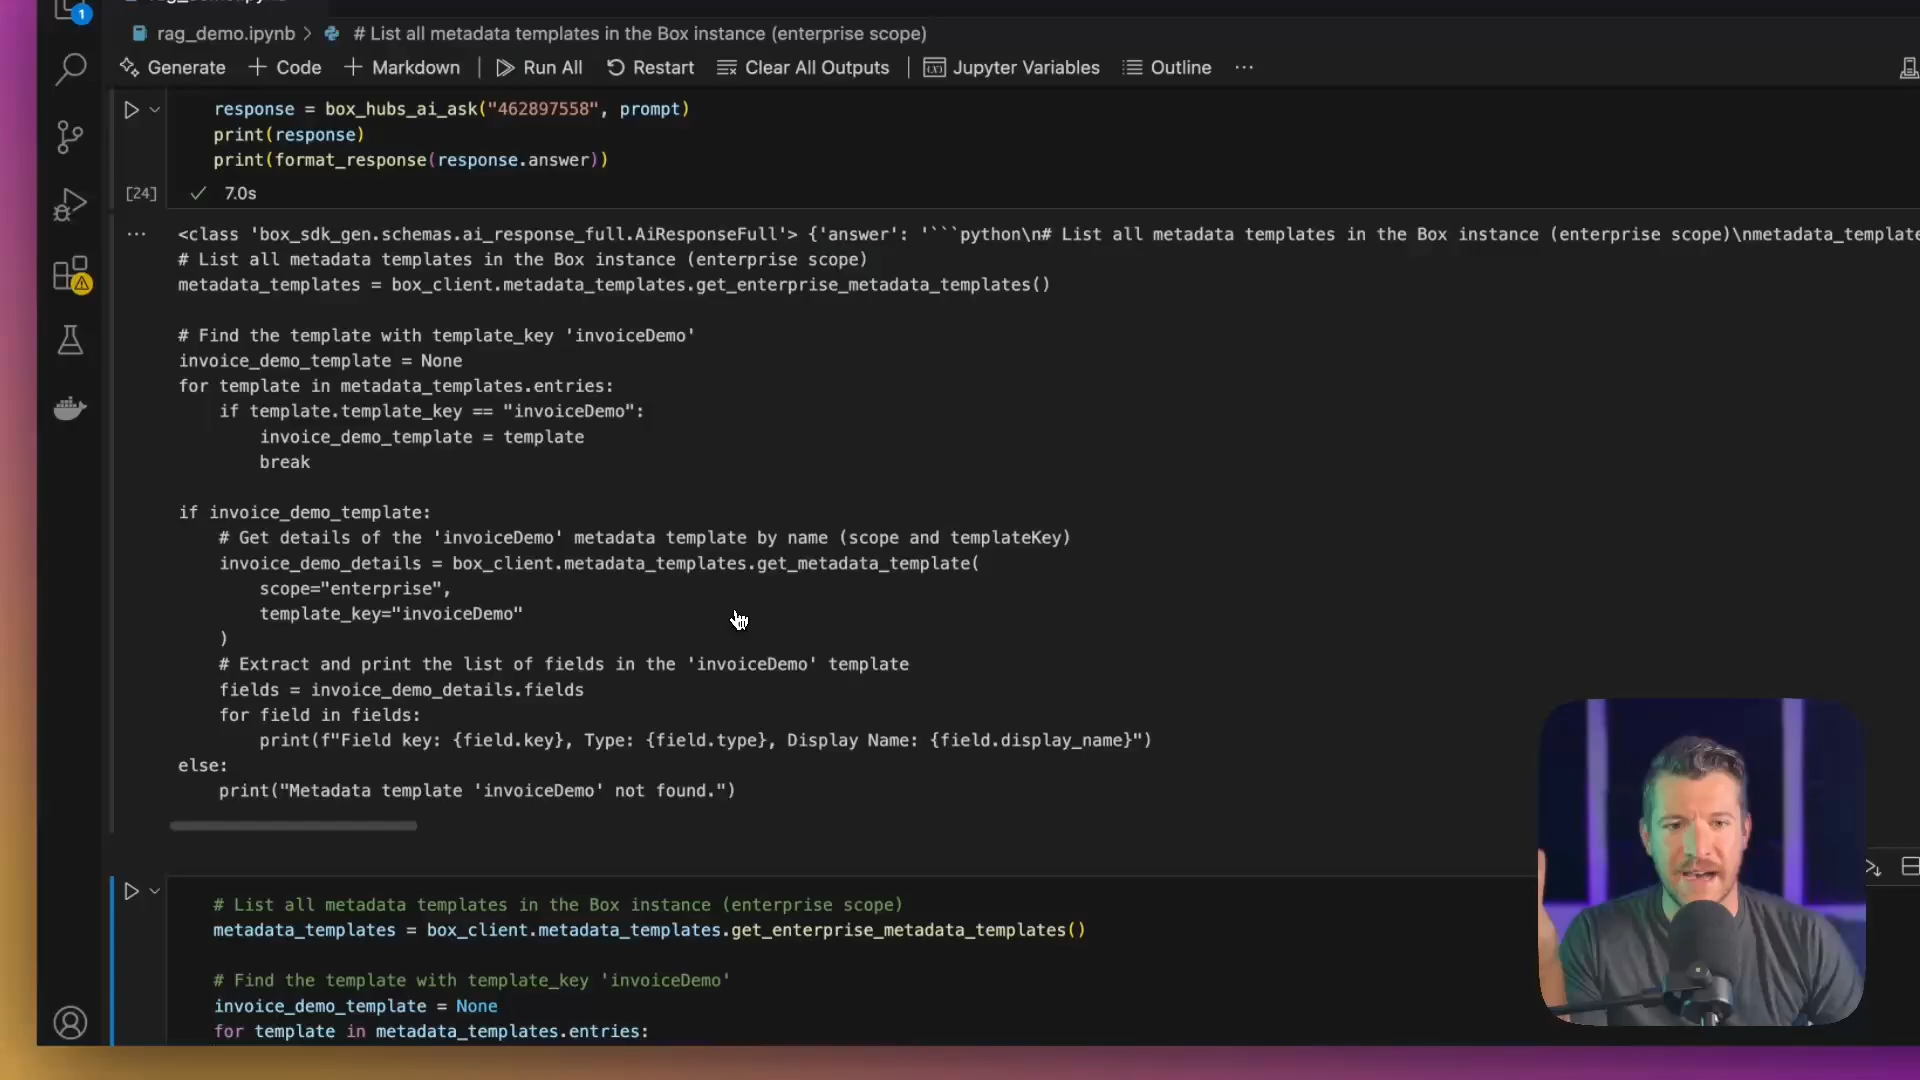 1
rag_demo.ipynb > # List all metadata templates in the Box instance (enterprise scope)
Generate + Code + Markdown | Run All Restart Clear All Outputs | Jupyter Variables Outline ...
response = box_hubs_ai_ask("462897558", prompt)
print(response)
print(format_response(response.answer))
[24] ✓ 7.0s
... <class 'box_sdk_gen.schemas.ai_response_full.AiResponseFull'> {'answer': '```python\n# List all metadata templates in the Box instance (enterprise scope)\nmetadata_template
# List all metadata templates in the Box instance (enterprise scope)
metadata_templates = box_client.metadata_templates.get_enterprise_metadata_templates()
# Find the template with template_key 'invoiceDemo'
invoice_demo_template = None
for template in metadata_templates.entries:
    if template.template_key == "invoiceDemo":
        invoice_demo_template = template
        break
if invoice_demo_template:
    # Get details of the 'invoiceDemo' metadata template by name (scope and templateKey)
    invoice_demo_details = box_client.metadata_templates.get_metadata_template(
        scope="enterprise",
        template_key="invoiceDemo"
    )
    # Extract and print the list of fields in the 'invoiceDemo' template
    fields = invoice_demo_details.fields
    for field in fields:
        print(f"Field key: {field.key}, Type: {field.type}, Display Name: {field.display_name}")
else:
    print("Metadata template 'invoiceDemo' not found.")
# List all metadata templates in the Box instance (enterprise scope)
metadata_templates = box_client.metadata_templates.get_enterprise_metadata_templates()
# Find the template with template_key 'invoiceDemo'
invoice_demo_template = None
for template in metadata_templates.entries: